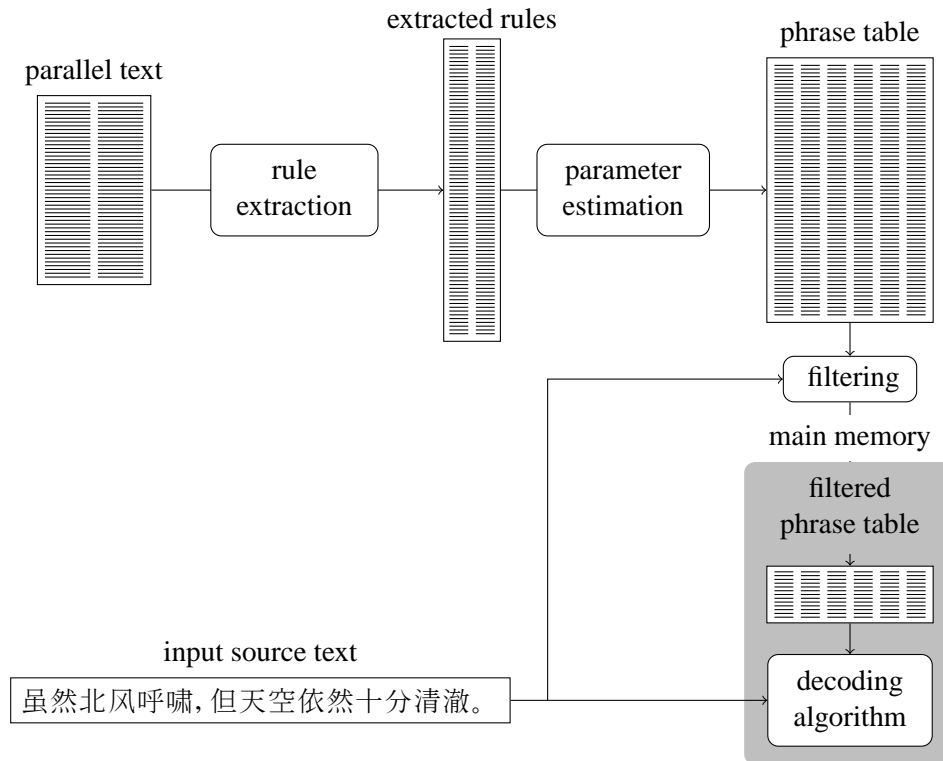 extracted rules
phrase table
parallel text
rule
extraction
parameter
estimation
filtering
main memory
filtered
phrase table
input source text
虽然北风呼啸,但天空依然十分清澈。
decoding
algorithm